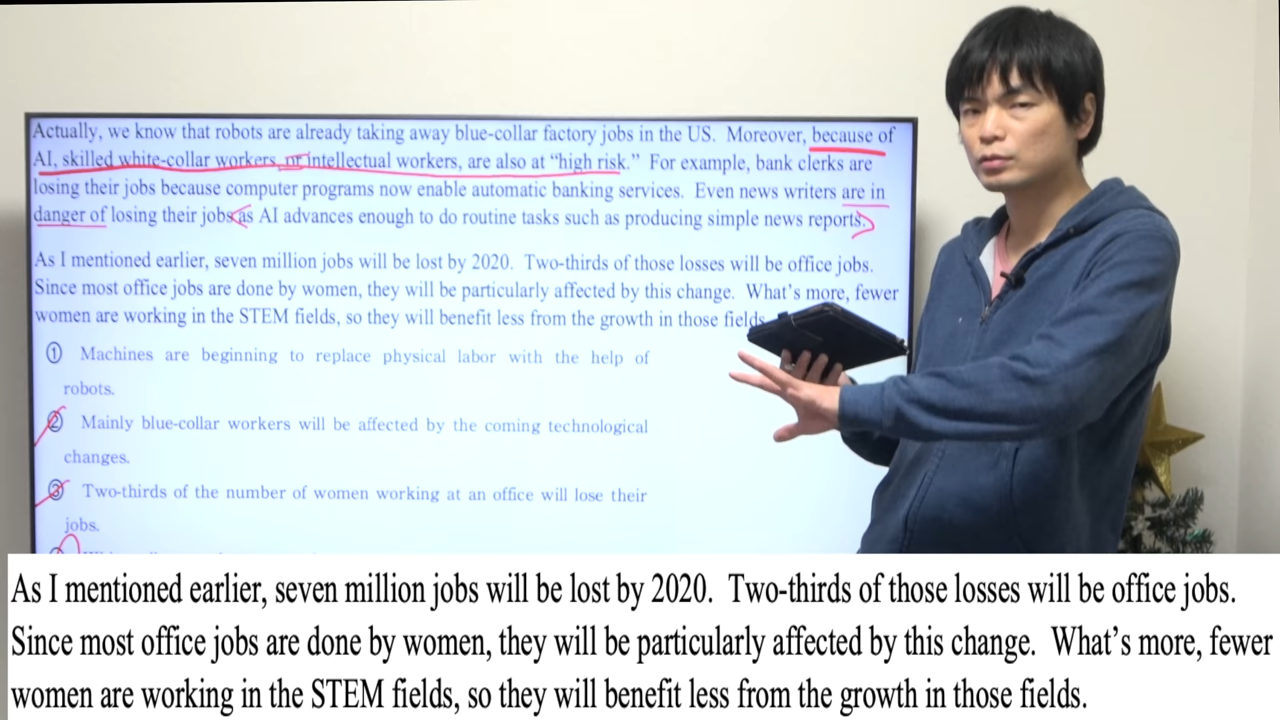 Actually, we know that robots are already taking away blue-collar factory jobs in the US. Moreover, because of
AI, skilled white-collar workers, or intellectual workers, are also at “high risk.” For example, bank clerks are
losing their jobs because computer programs now enable automatic banking services. Even news writers are in
danger of losing their jobs as AI advances enough to do routine tasks such as producing simple news reports.
As I mentioned earlier, seven million jobs will be lost by 2020. Two-thirds of those losses will be office jobs.
Since most office jobs are done by women, they will be particularly affected by this change. What’s more, fewer
women are working in the STEM fields, so they will benefit less from the growth in those fields
① Machines are beginning to replace physical labor with the help of
robots.
② Mainly blue-collar workers will be affected by the coming technological
changes.
③ Two-thirds of the number of women working at an office will lose their
jobs.
As I mentioned earlier, seven million jobs will be lost by 2020. Two-thirds of those losses will be office jobs.
Since most office jobs are done by women, they will be particularly affected by this change. What’s more, fewer
women are working in the STEM fields, so they will benefit less from the growth in those fields.